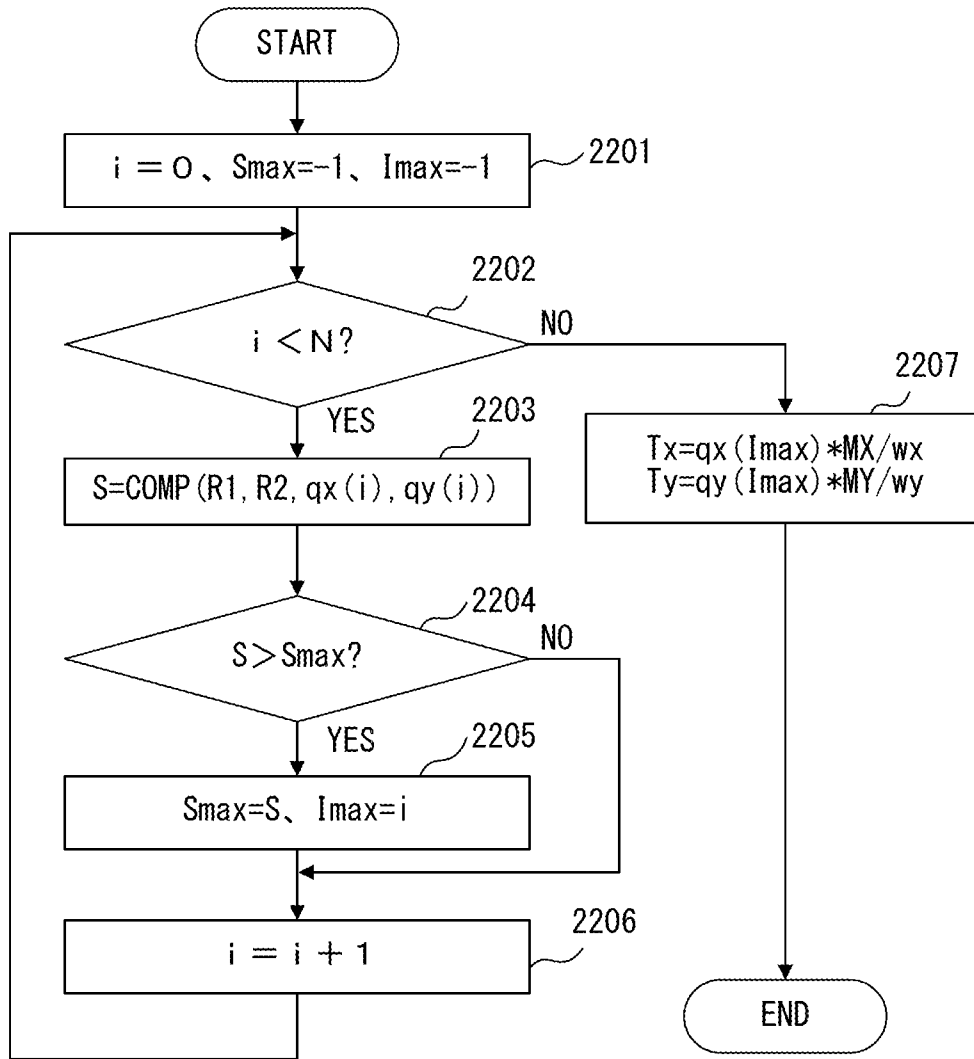 START
i = 0、Smax=-1、Imax=-1
2201
2202
i < N?
NO
YES
2203
S=COMP(R1, R2, qx(i), qy(i))
2204
S > Smax?
NO
YES
2205
Smax=S、Imax=i
2206
i = i + 1
2207
Tx=qx(Imax)*MX/wx
Ty=qy(Imax)*MY/wy
END